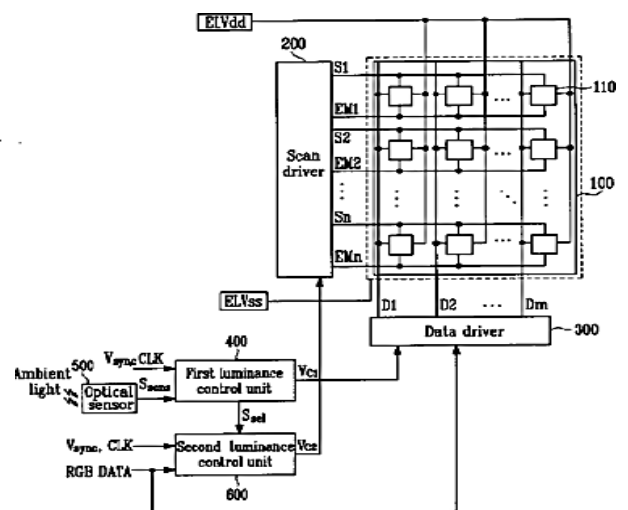 ELVdd
200
S1
110
EM1
S2
Scan driver
EM2
100
Sn
EMn
ELVss
D1 D2 ... Dm
Data driver 300
400
Vsync CLK
Ambient light
500
Optical sensor
Ssens
First luminance control unit
VC1
Ssel
Vsync, CLK
Second luminance control unit
VC2
RGB DATA
600